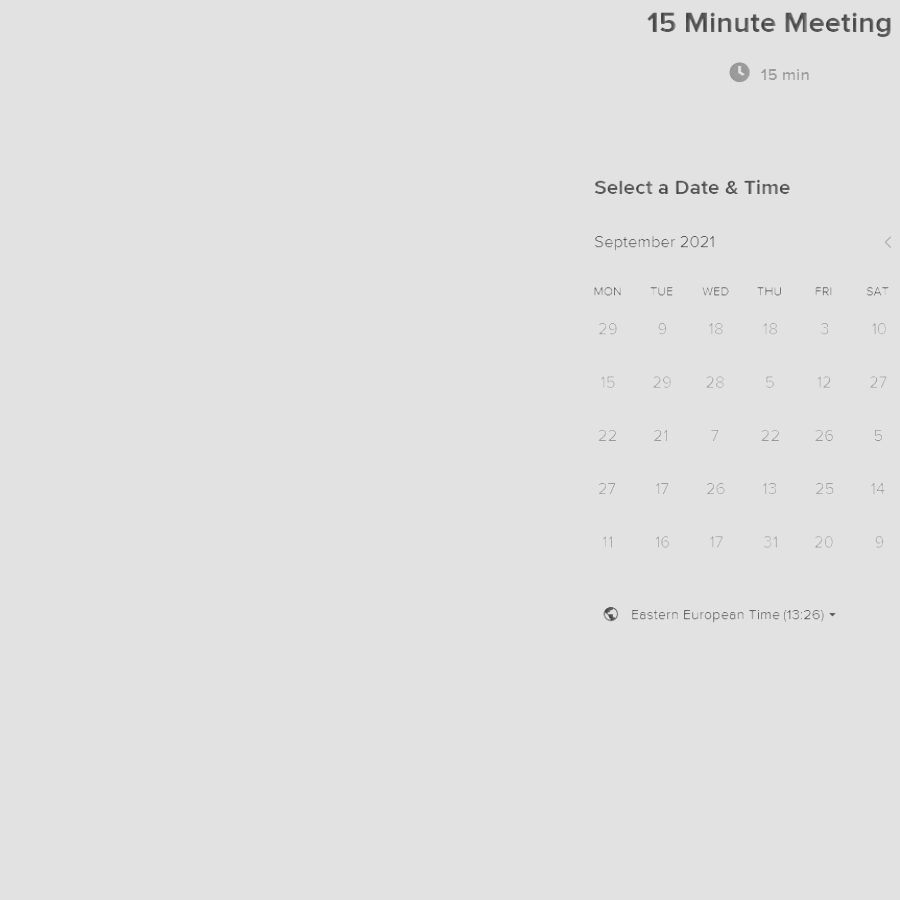 15 Minute Meeting
15 min
Select a Date & Time
September 2021
MON TUE WED THU FRI SAT
29 9 18 18 3 10
15 29 28 5 12 27
22 21 7 22 26 5
27 17 26 13 25 14
11 16 17 31 20 9
Eastern European Time (13:26)